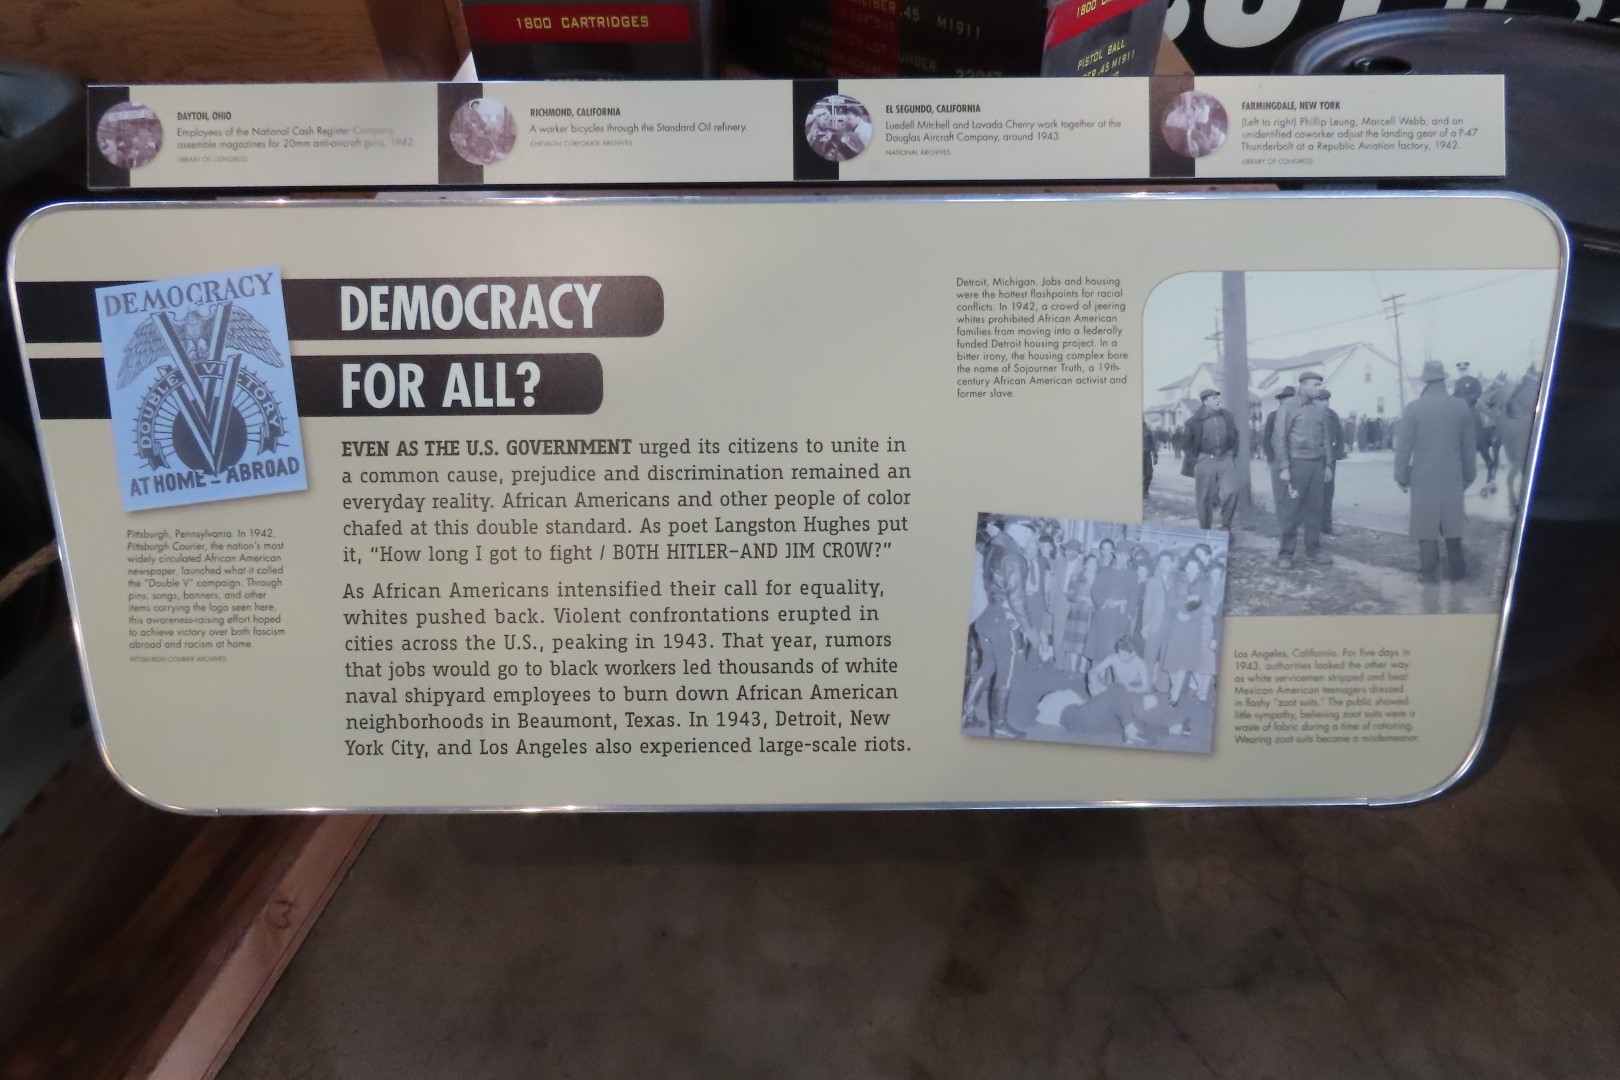 1800 CARTRIDGES
.45 M1911
1800
PISTOL BALL
.45 M1911
DAYTON, OHIO
Employees of the National Cash Register Company
assemble magazines for 20mm anti-aircraft guns, 1942.
LIBRARY OF CONGRESS
RICHMOND, CALIFORNIA
A worker bicycles through the Standard Oil refinery.
CHEVRON CORPORATE ARCHIVES
EL SEGUNDO, CALIFORNIA
Luedell Mitchell and Lavada Cherry work together at the
Douglas Aircraft Company, around 1943.
NATIONAL ARCHIVES
FARMINGDALE, NEW YORK
(Left to right) Phillip Leung, Marcell Webb, and an
unidentified coworker adjust the landing gear of a P-47
Thunderbolt at a Republic Aviation factory, 1942.
LIBRARY OF CONGRESS
DEMOCRACY
DOUBLE VICTORY
AT HOME - ABROAD
Pittsburgh, Pennsylvania. In 1942,
Pittsburgh Courier, the nation's most
widely circulated African American
newspaper, launched what it called
the "Double V" campaign. Through
pins, songs, banners, and other
items carrying the logo seen here,
this awareness-raising effort hoped
to achieve victory over both fascism
abroad and racism at home.
PITTSBURGH COURIER ARCHIVES
DEMOCRACY
FOR ALL?
EVEN AS THE U.S. GOVERNMENT urged its citizens to unite in
a common cause, prejudice and discrimination remained an
everyday reality. African Americans and other people of color
chafed at this double standard. As poet Langston Hughes put
it, "How long I got to fight / BOTH HITLER–AND JIM CROW?"
As African Americans intensified their call for equality,
whites pushed back. Violent confrontations erupted in
cities across the U.S., peaking in 1943. That year, rumors
that jobs would go to black workers led thousands of white
naval shipyard employees to burn down African American
neighborhoods in Beaumont, Texas. In 1943, Detroit, New
York City, and Los Angeles also experienced large-scale riots.
Detroit, Michigan. Jobs and housing
were the hottest flashpoints for racial
conflicts. In 1942, a crowd of jeering
whites prohibited African American
families from moving into a federally
funded Detroit housing project. In a
bitter irony, the housing complex bore
the name of Sojourner Truth, a 19th-
century African American activist and
former slave.
Los Angeles, California. For five days in
1943, authorities looked the other way
as white servicemen stripped and beat
Mexican American teenagers dressed
in flashy "zoot suits." The public showed
little sympathy, believing zoot suits were a
waste of fabric during a time of rationing.
Wearing zoot suits became a misdemeanor.